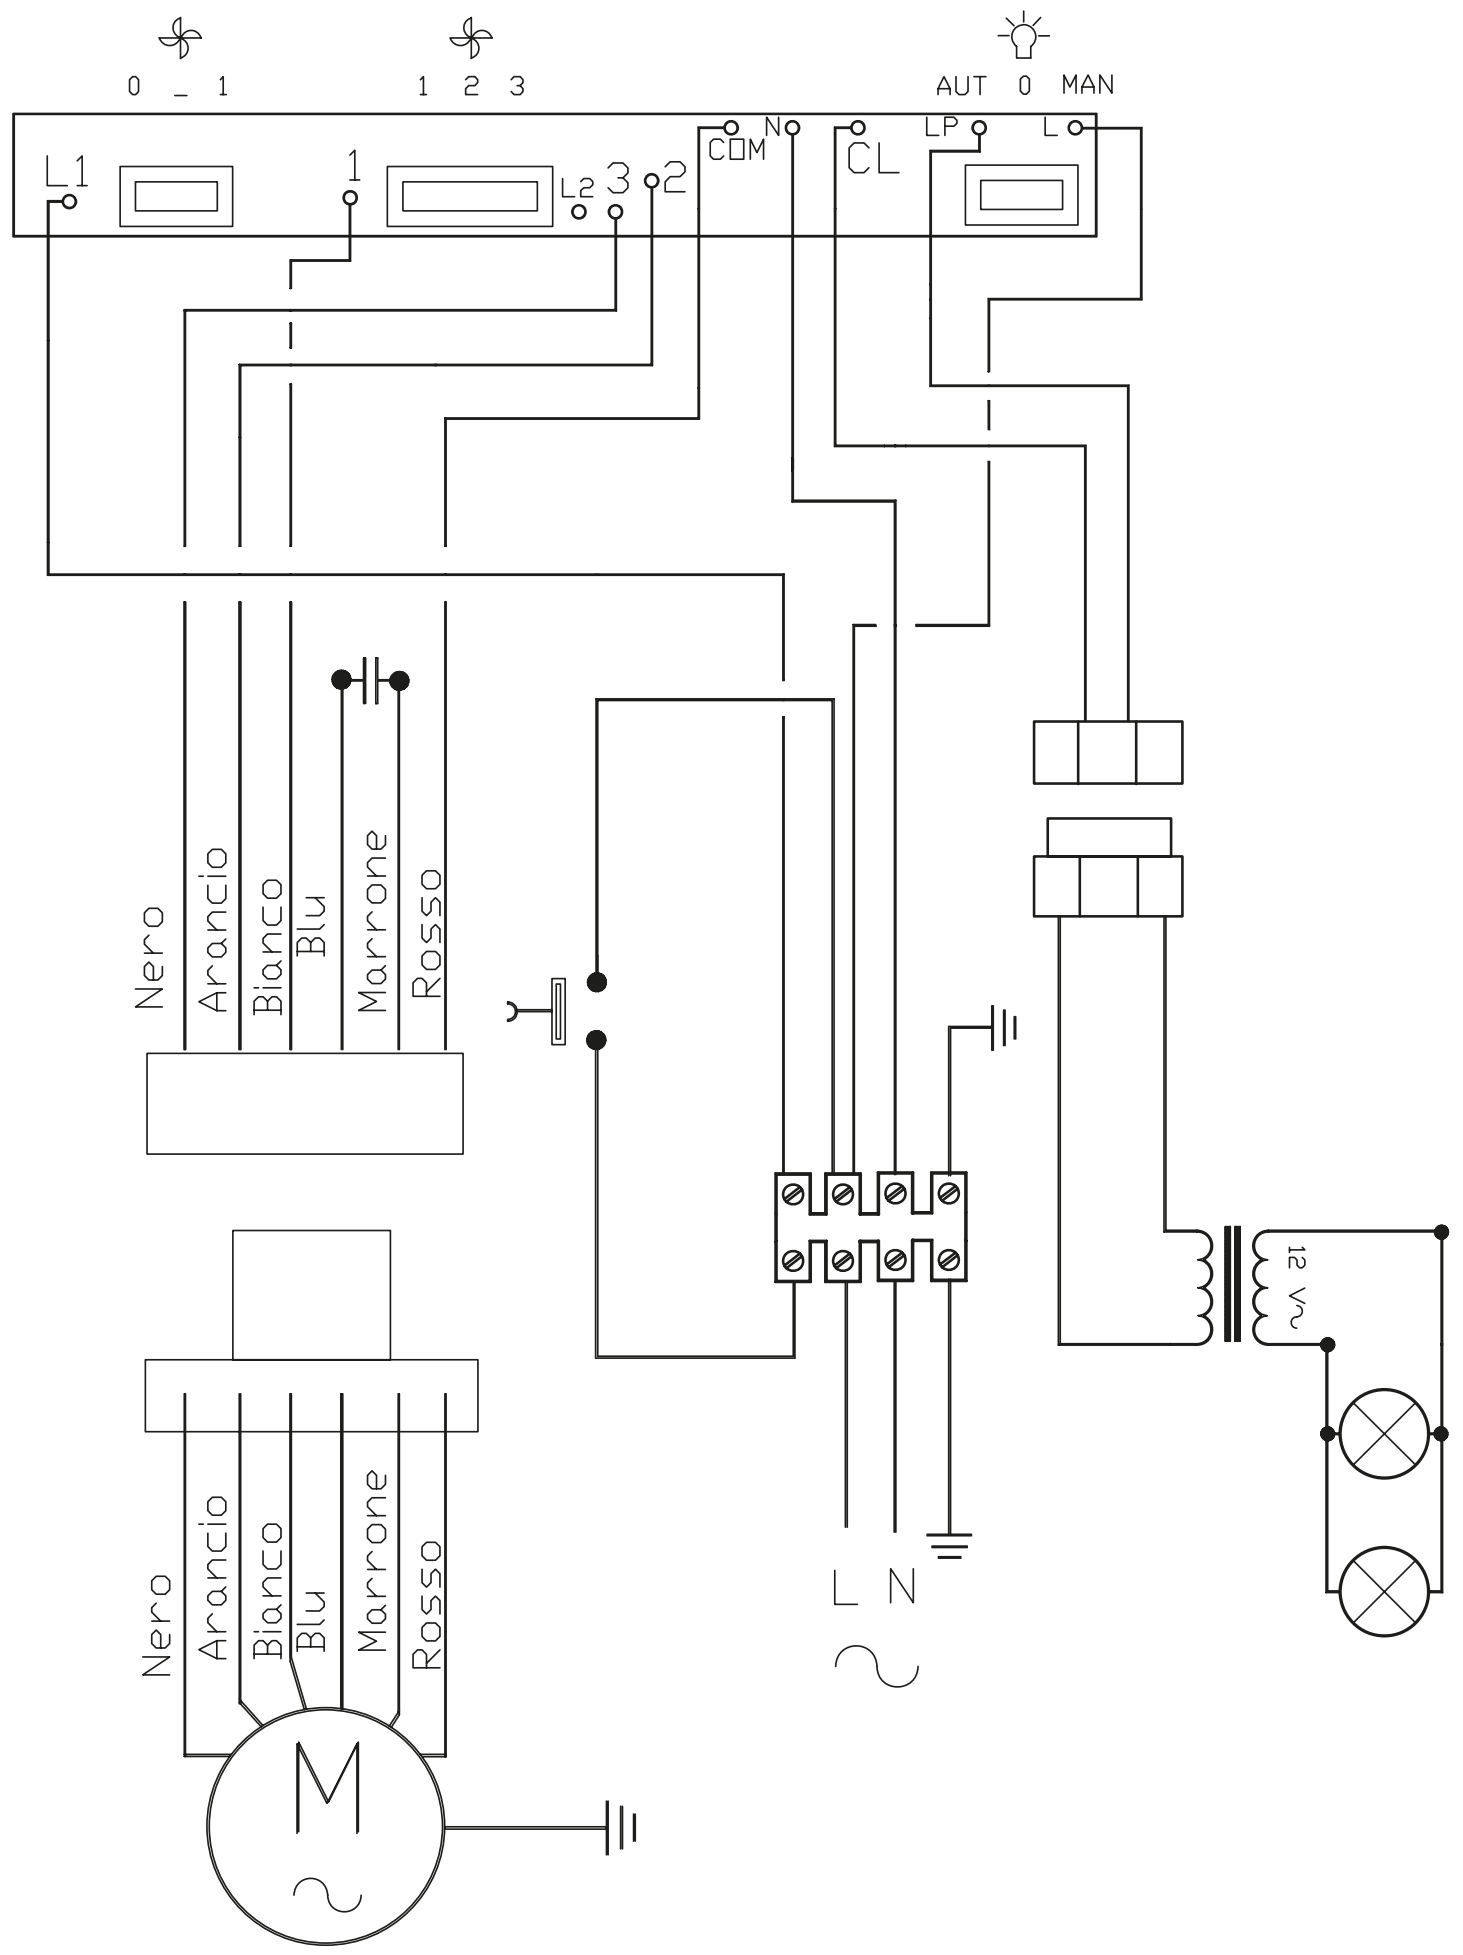 0 _ 1
1 2 3
AUT 0 MAN
COM
N
LP
L
CL
L1
1
L2
3
2
Nero
Arancio
Bianco
Blu
Marrone
Rosso
12 V~
Nero
Arancio
Bianco
Blu
Marrone
Rosso
L N
~
M
~